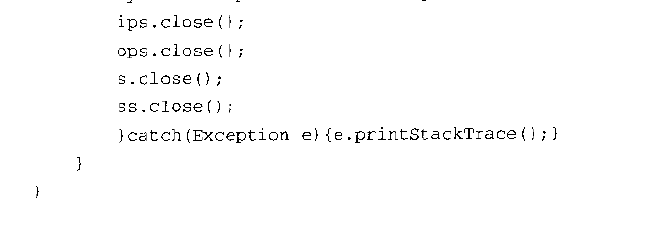 ips.close();
ops.close();
s.close();
ss.close();
}catch(Exception e){e.printStackTrace();}
}
}